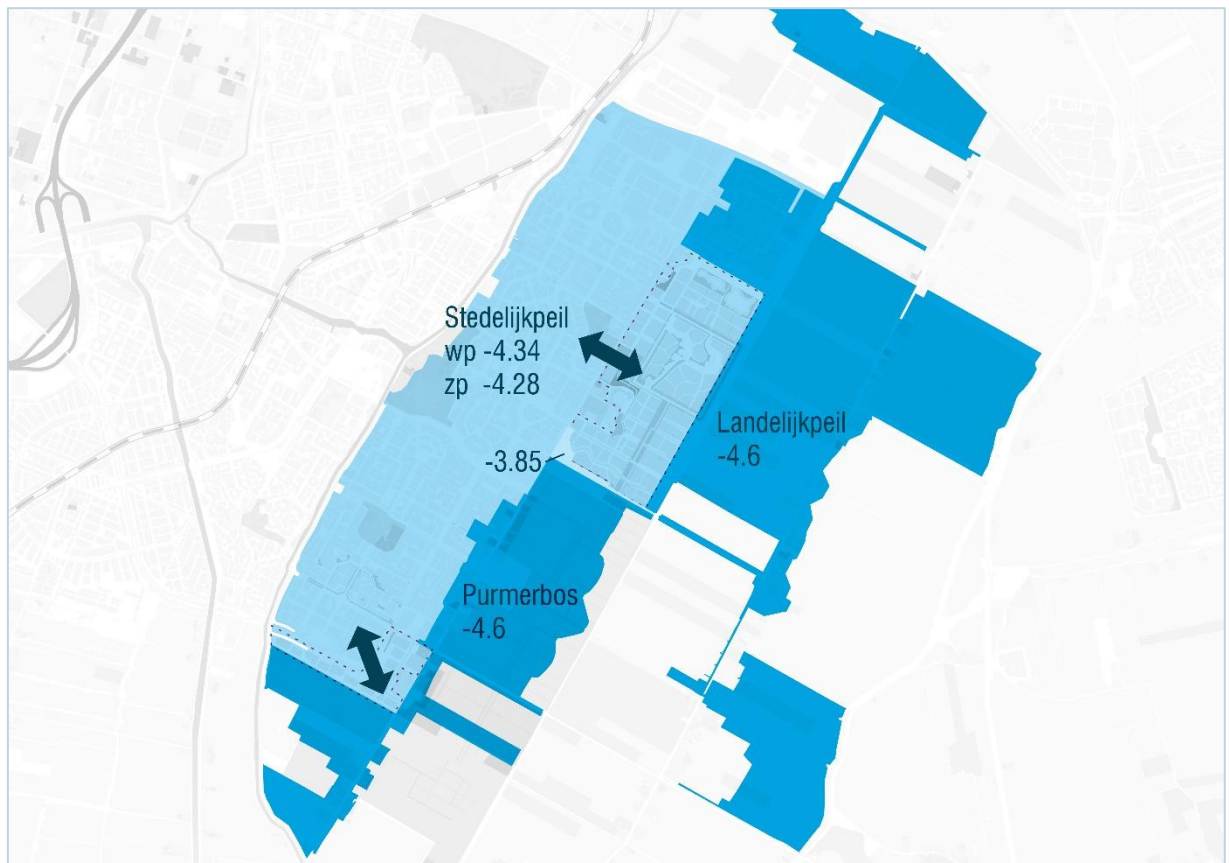 Stedelijkpeil
wp -4.34
zp -4.28
-3.85
Landelijkpeil
-4.6
Purmerbos
-4.6